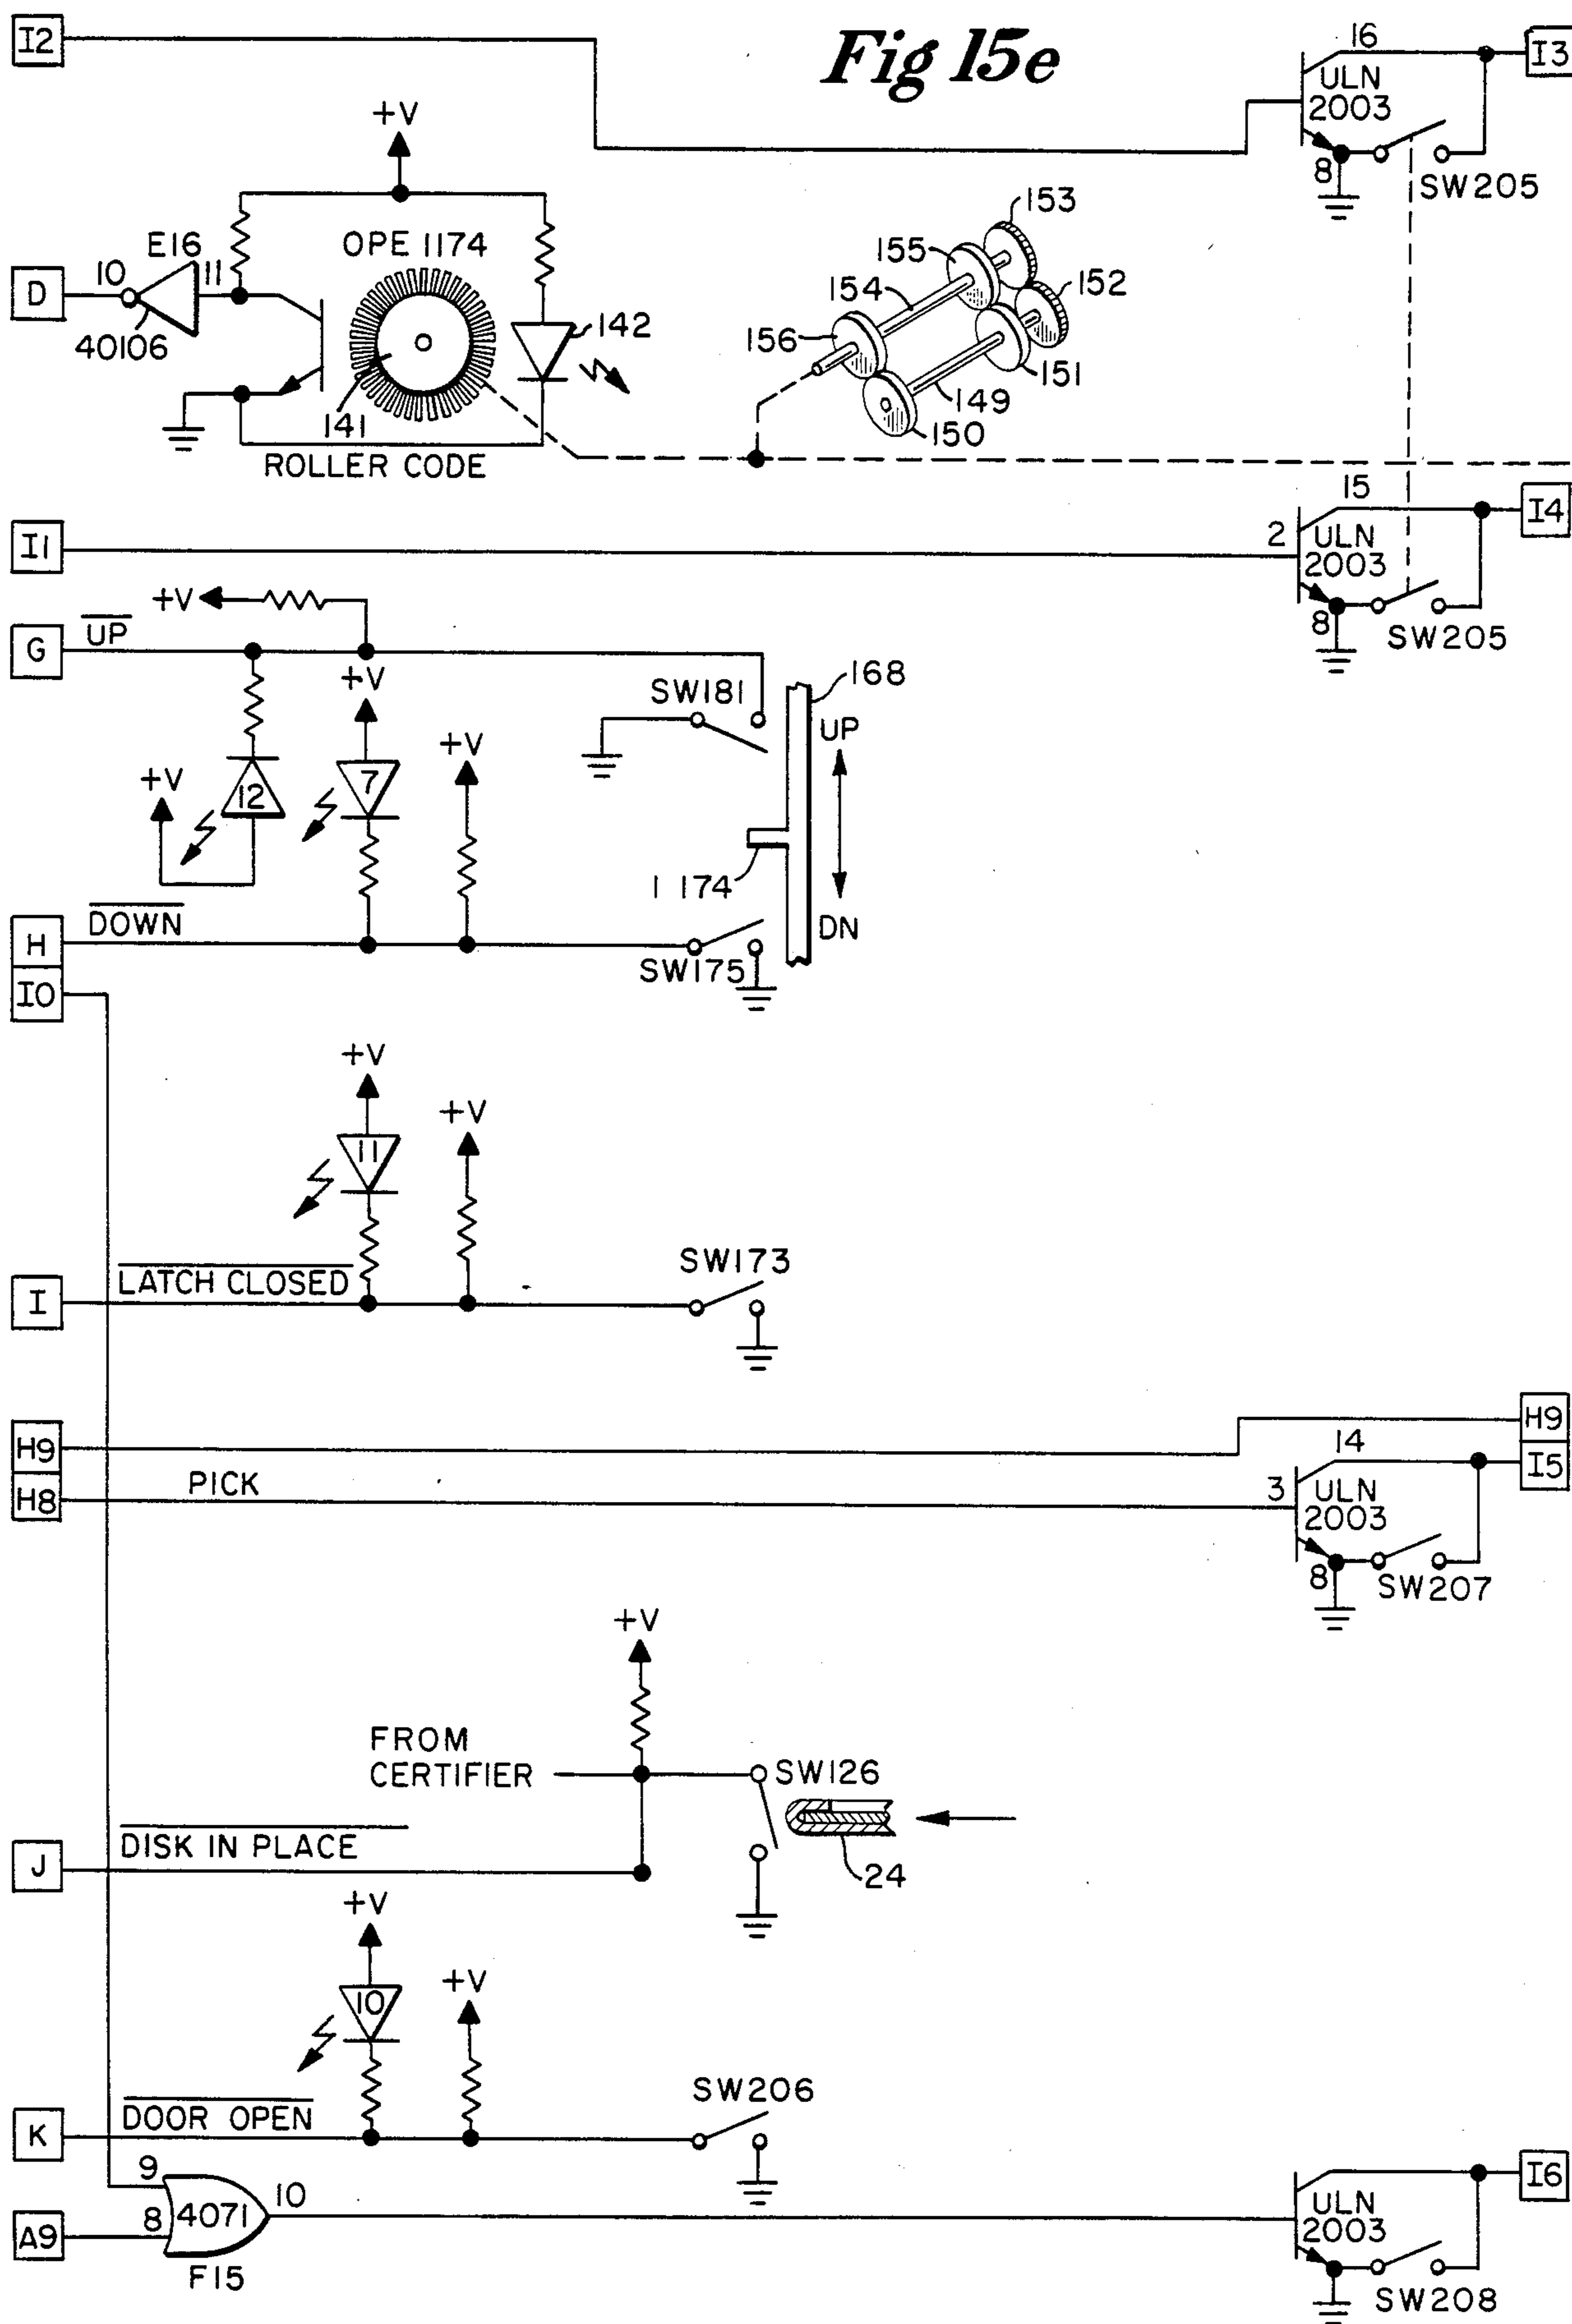 Fig 15e
I2
16
I3
ULN
2003
8
SW205
+V
E16
OPE 1174
10
11
D
40106
142
141
ROLLER CODE
153
155
152
154
156
151
149
150
15
I4
I1
2
ULN
2003
8
SW205
+V
G
UP
+V
SW181
168
UP
+V
+V
7
12
1 174
DOWN
DN
H
SW175
I0
+V
+V
11
SW173
LATCH CLOSED
I
H9
H9
14
I5
H8
PICK
3
ULN
2003
8
SW207
+V
FROM
CERTIFIER
SW126
DISK IN PLACE
J
24
+V
+V
10
SW206
DOOR OPEN
K
9
10
I6
4071
8
ULN
2003
A9
F15
SW208